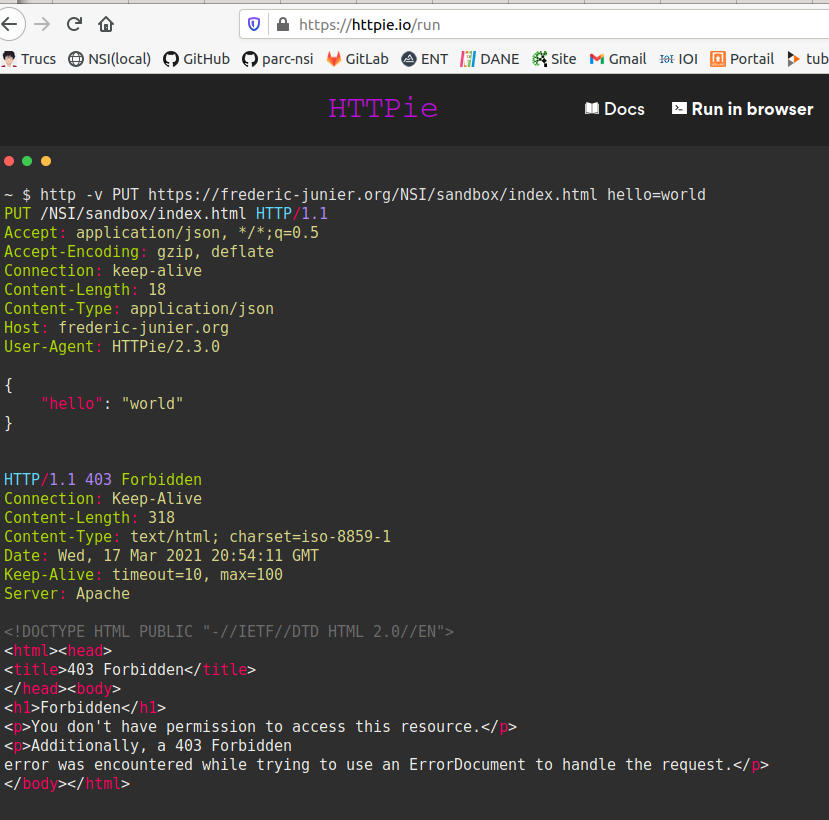 https://httpie.io/run
Trucs NSI(local) GitHub parc-nsi GitLab ENT DANE Site Gmail IOI IOI Portail tub
HTTPie Docs Run in browser
~ $ http -v PUT https://frederic-junier.org/NSI/sandbox/index.html hello=world
PUT /NSI/sandbox/index.html HTTP/1.1
Accept: application/json, */*;q=0.5
Accept-Encoding: gzip, deflate
Connection: keep-alive
Content-Length: 18
Content-Type: application/json
Host: frederic-junier.org
User-Agent: HTTPie/2.3.0
{
"hello": "world"
}
HTTP/1.1 403 Forbidden
Connection: Keep-Alive
Content-Length: 318
Content-Type: text/html; charset=iso-8859-1
Date: Wed, 17 Mar 2021 20:54:11 GMT
Keep-Alive: timeout=10, max=100
Server: Apache
<!DOCTYPE HTML PUBLIC "-//IETF//DTD HTML 2.0//EN">
<html><head>
<title>403 Forbidden</title>
</head><body>
<h1>Forbidden</h1>
<p>You don't have permission to access this resource.</p>
<p>Additionally, a 403 Forbidden
error was encountered while trying to use an ErrorDocument to handle the request.</p>
</body></html>